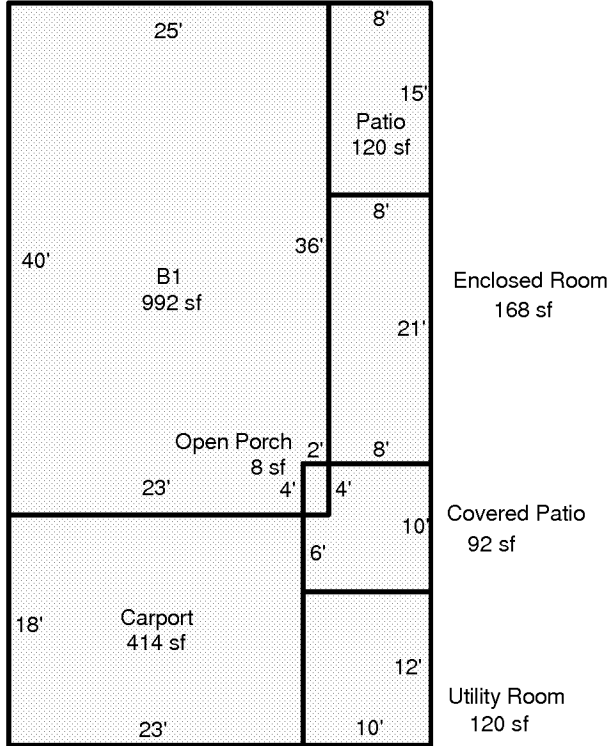 25'
8'
15'
Patio
120 sf
8'
40'
36'
B1
992 sf
Enclosed Room
168 sf
21'
Open Porch
8 sf
2'
8'
23'
4'
4'
10'
Covered Patio
92 sf
6'
Carport
414 sf
18'
12'
Utility Room
120 sf
23'
10'